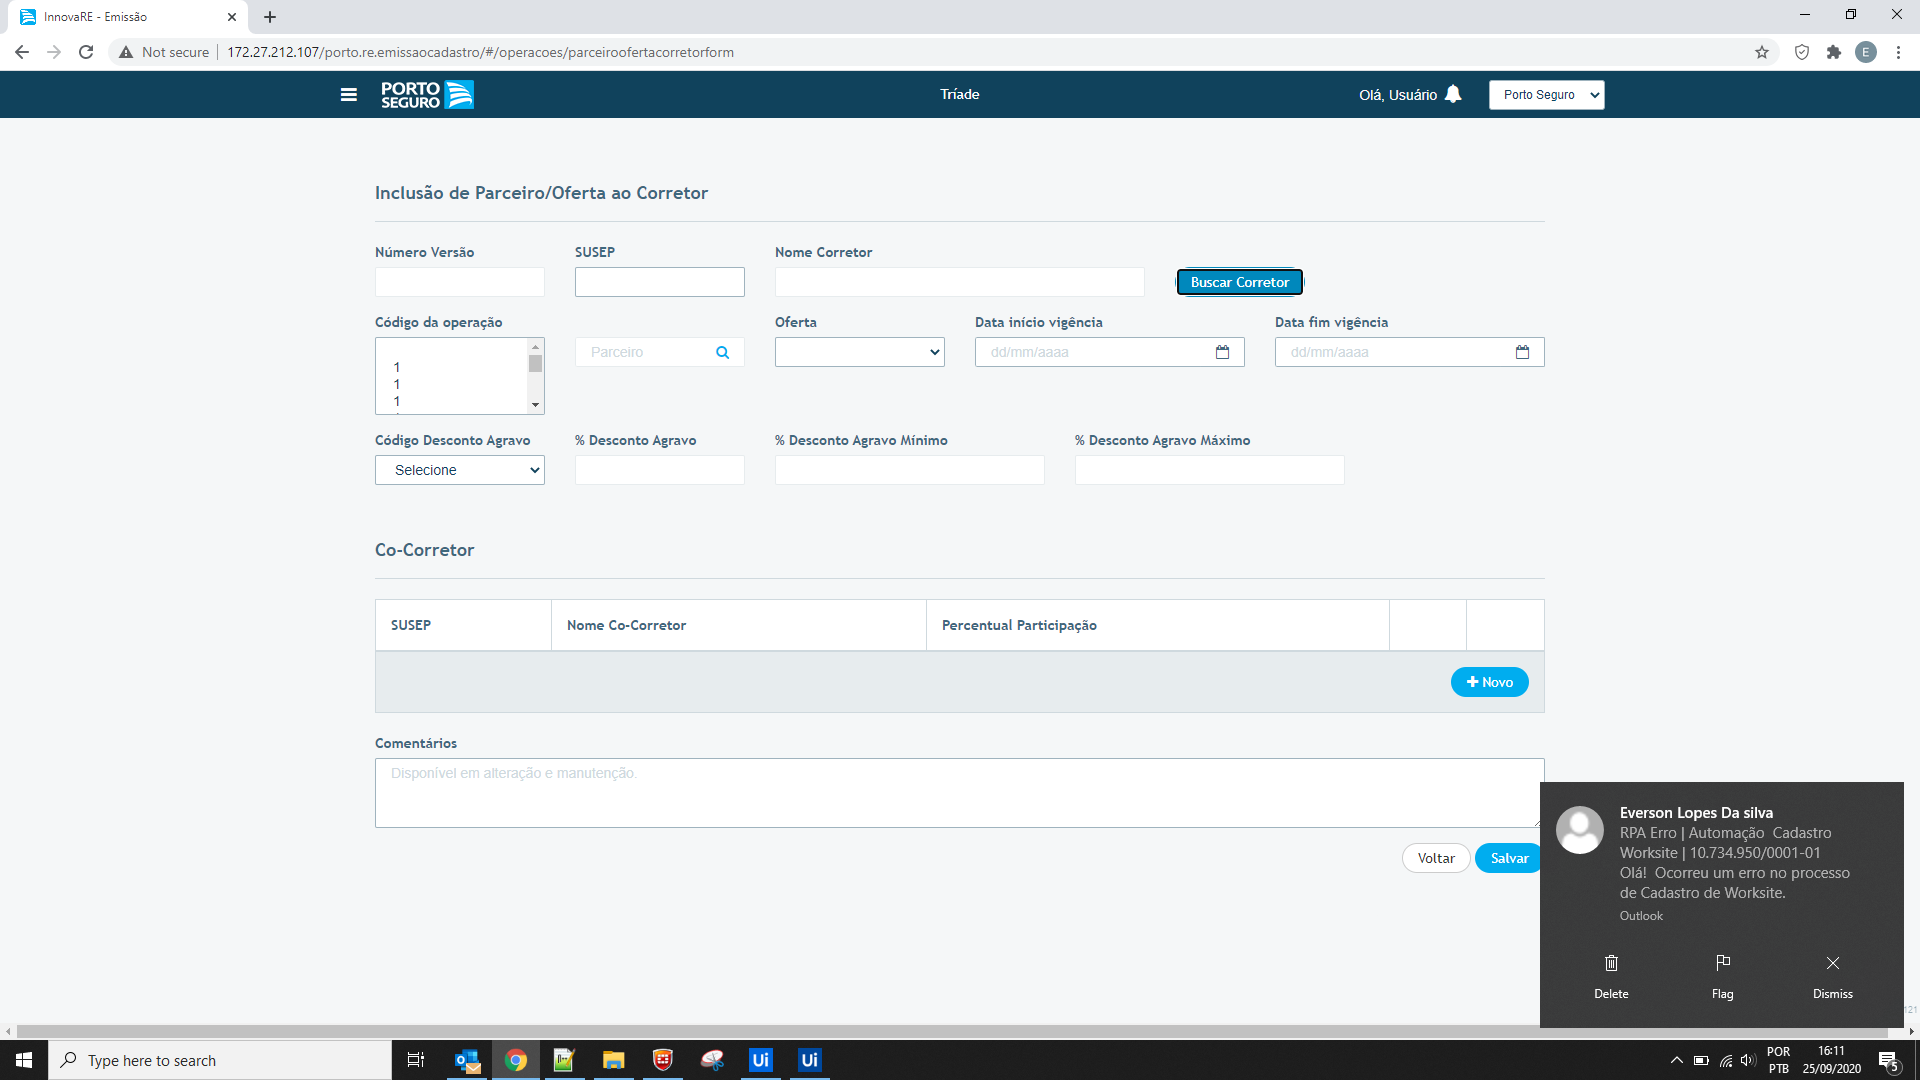 InnovaRE - Emissão
Not secure
172.27.212.107/porto.re.emissaocadastro/#/operacoes/parceiroofertacorretorform
E
PORTO
SEGURO
Tríade
Olá, Usuário
Porto Seguro
Inclusão de Parceiro/Oferta ao Corretor
Número Versão
SUSEP
Nome Corretor
Buscar Corretor
Código da operação
Oferta
Data início vigência
Data fim vigência
Parceiro
dd/mm/aaaa
dd/mm/aaaa
1
1
1
Código Desconto Agravo
% Desconto Agravo
% Desconto Agravo Mínimo
% Desconto Agravo Máximo
Selecione
Co-Corretor
SUSEP
Nome Co-Corretor
Percentual Participação
Novo
Comentários
Disponível em alteração e manutenção.
Voltar
Salvar
Everson Lopes Da silva
RPA Erro | Automação  Cadastro
Worksite | 10.734.950/0001-01
Olá!  Ocorreu um erro no processo
de Cadastro de Worksite.
Outlook
Delete
Flag
Dismiss
121
Type here to search
Ui
Ui
POR
PTB
16:11
25/09/2020
5